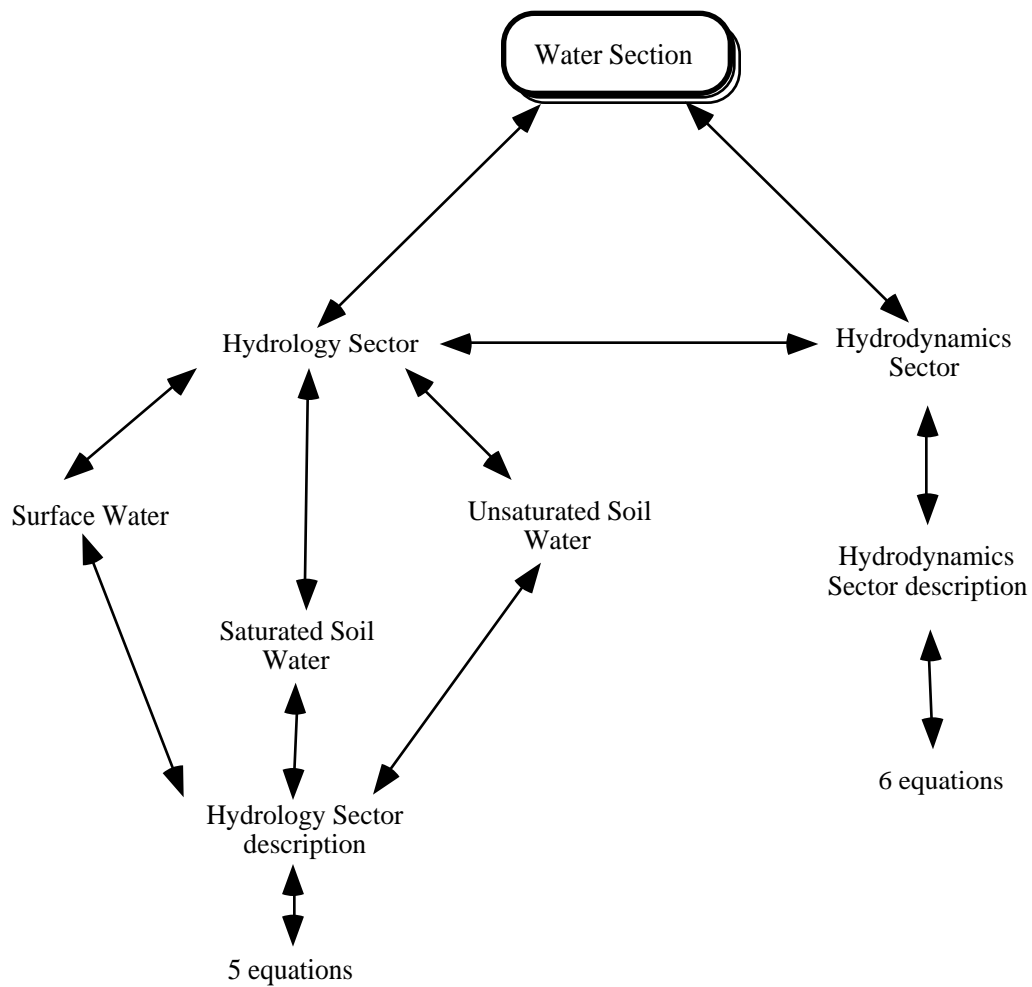 Water Section
Hydrology Sector
Hydrodynamics
Sector
Surface Water
Unsaturated Soil
Water
Hydrodynamics
Sector description
Saturated Soil
Water
6 equations
Hydrology Sector
description
5 equations